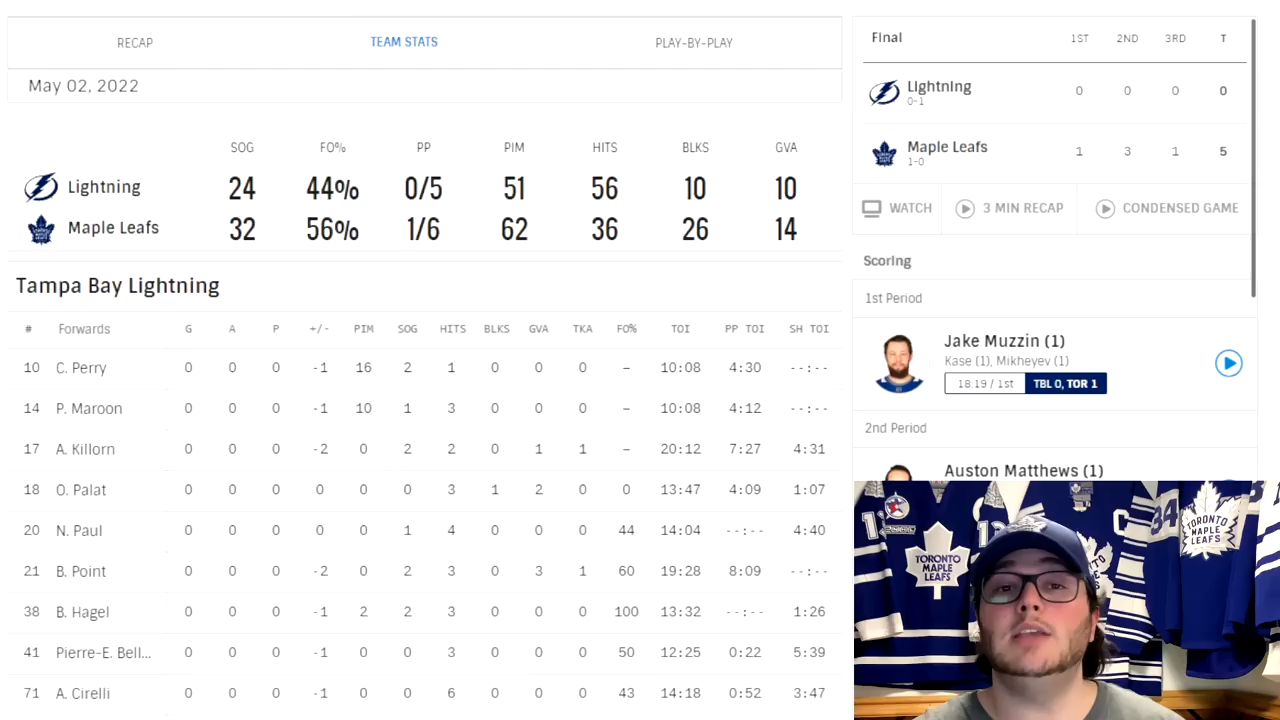 RECAP TEAM STATS PLAY-BY-PLAY
May 02, 2022
SOG FO% PP PIM HITS BLKS GVA
Lightning 24 44% 0/5 51 56 10 10
Maple Leafs 32 56% 1/6 62 36 26 14
Tampa Bay Lightning
# Forwards G A P +/- PIM SOG HITS BLKS GVA TKA FO% TOI PP TOI SH TOI
10 C. Perry 0 0 0 -1 16 2 1 0 0 0 – 10:08 4:30 --:--
14 P. Maroon 0 0 0 -1 10 1 3 0 0 0 – 10:08 4:12 --:--
17 A. Killorn 0 0 0 -2 0 2 2 0 1 1 – 20:12 7:27 4:31
18 O. Palat 0 0 0 0 0 0 3 1 2 0 0 13:47 4:09 1:07
20 N. Paul 0 0 0 0 0 1 4 0 0 0 44 14:04 --:-- 4:40
21 B. Point 0 0 0 -2 0 2 3 0 3 1 60 19:28 8:09 --:--
38 B. Hagel 0 0 0 -1 2 2 3 0 0 0 100 13:32 --:-- 1:26
41 Pierre-E. Bell... 0 0 0 -1 0 0 3 0 0 0 50 12:25 0:22 5:39
71 A. Cirelli 0 0 0 -1 0 0 6 0 0 0 43 14:18 0:52 3:47
Final 1ST 2ND 3RD T
Lightning 0 0 0 0
0-1
Maple Leafs 1 3 1 5
1-0
WATCH 3 MIN RECAP CONDENSED GAME
Scoring
1st Period
Jake Muzzin (1)
Kase (1), Mikheyev (1)
18:19 / 1st TBL 0, TOR 1
2nd Period
Auston Matthews (1)
TORONTO
MAPLE
LEAFS
C
34
TORONTO
MAPLE
LEAFS